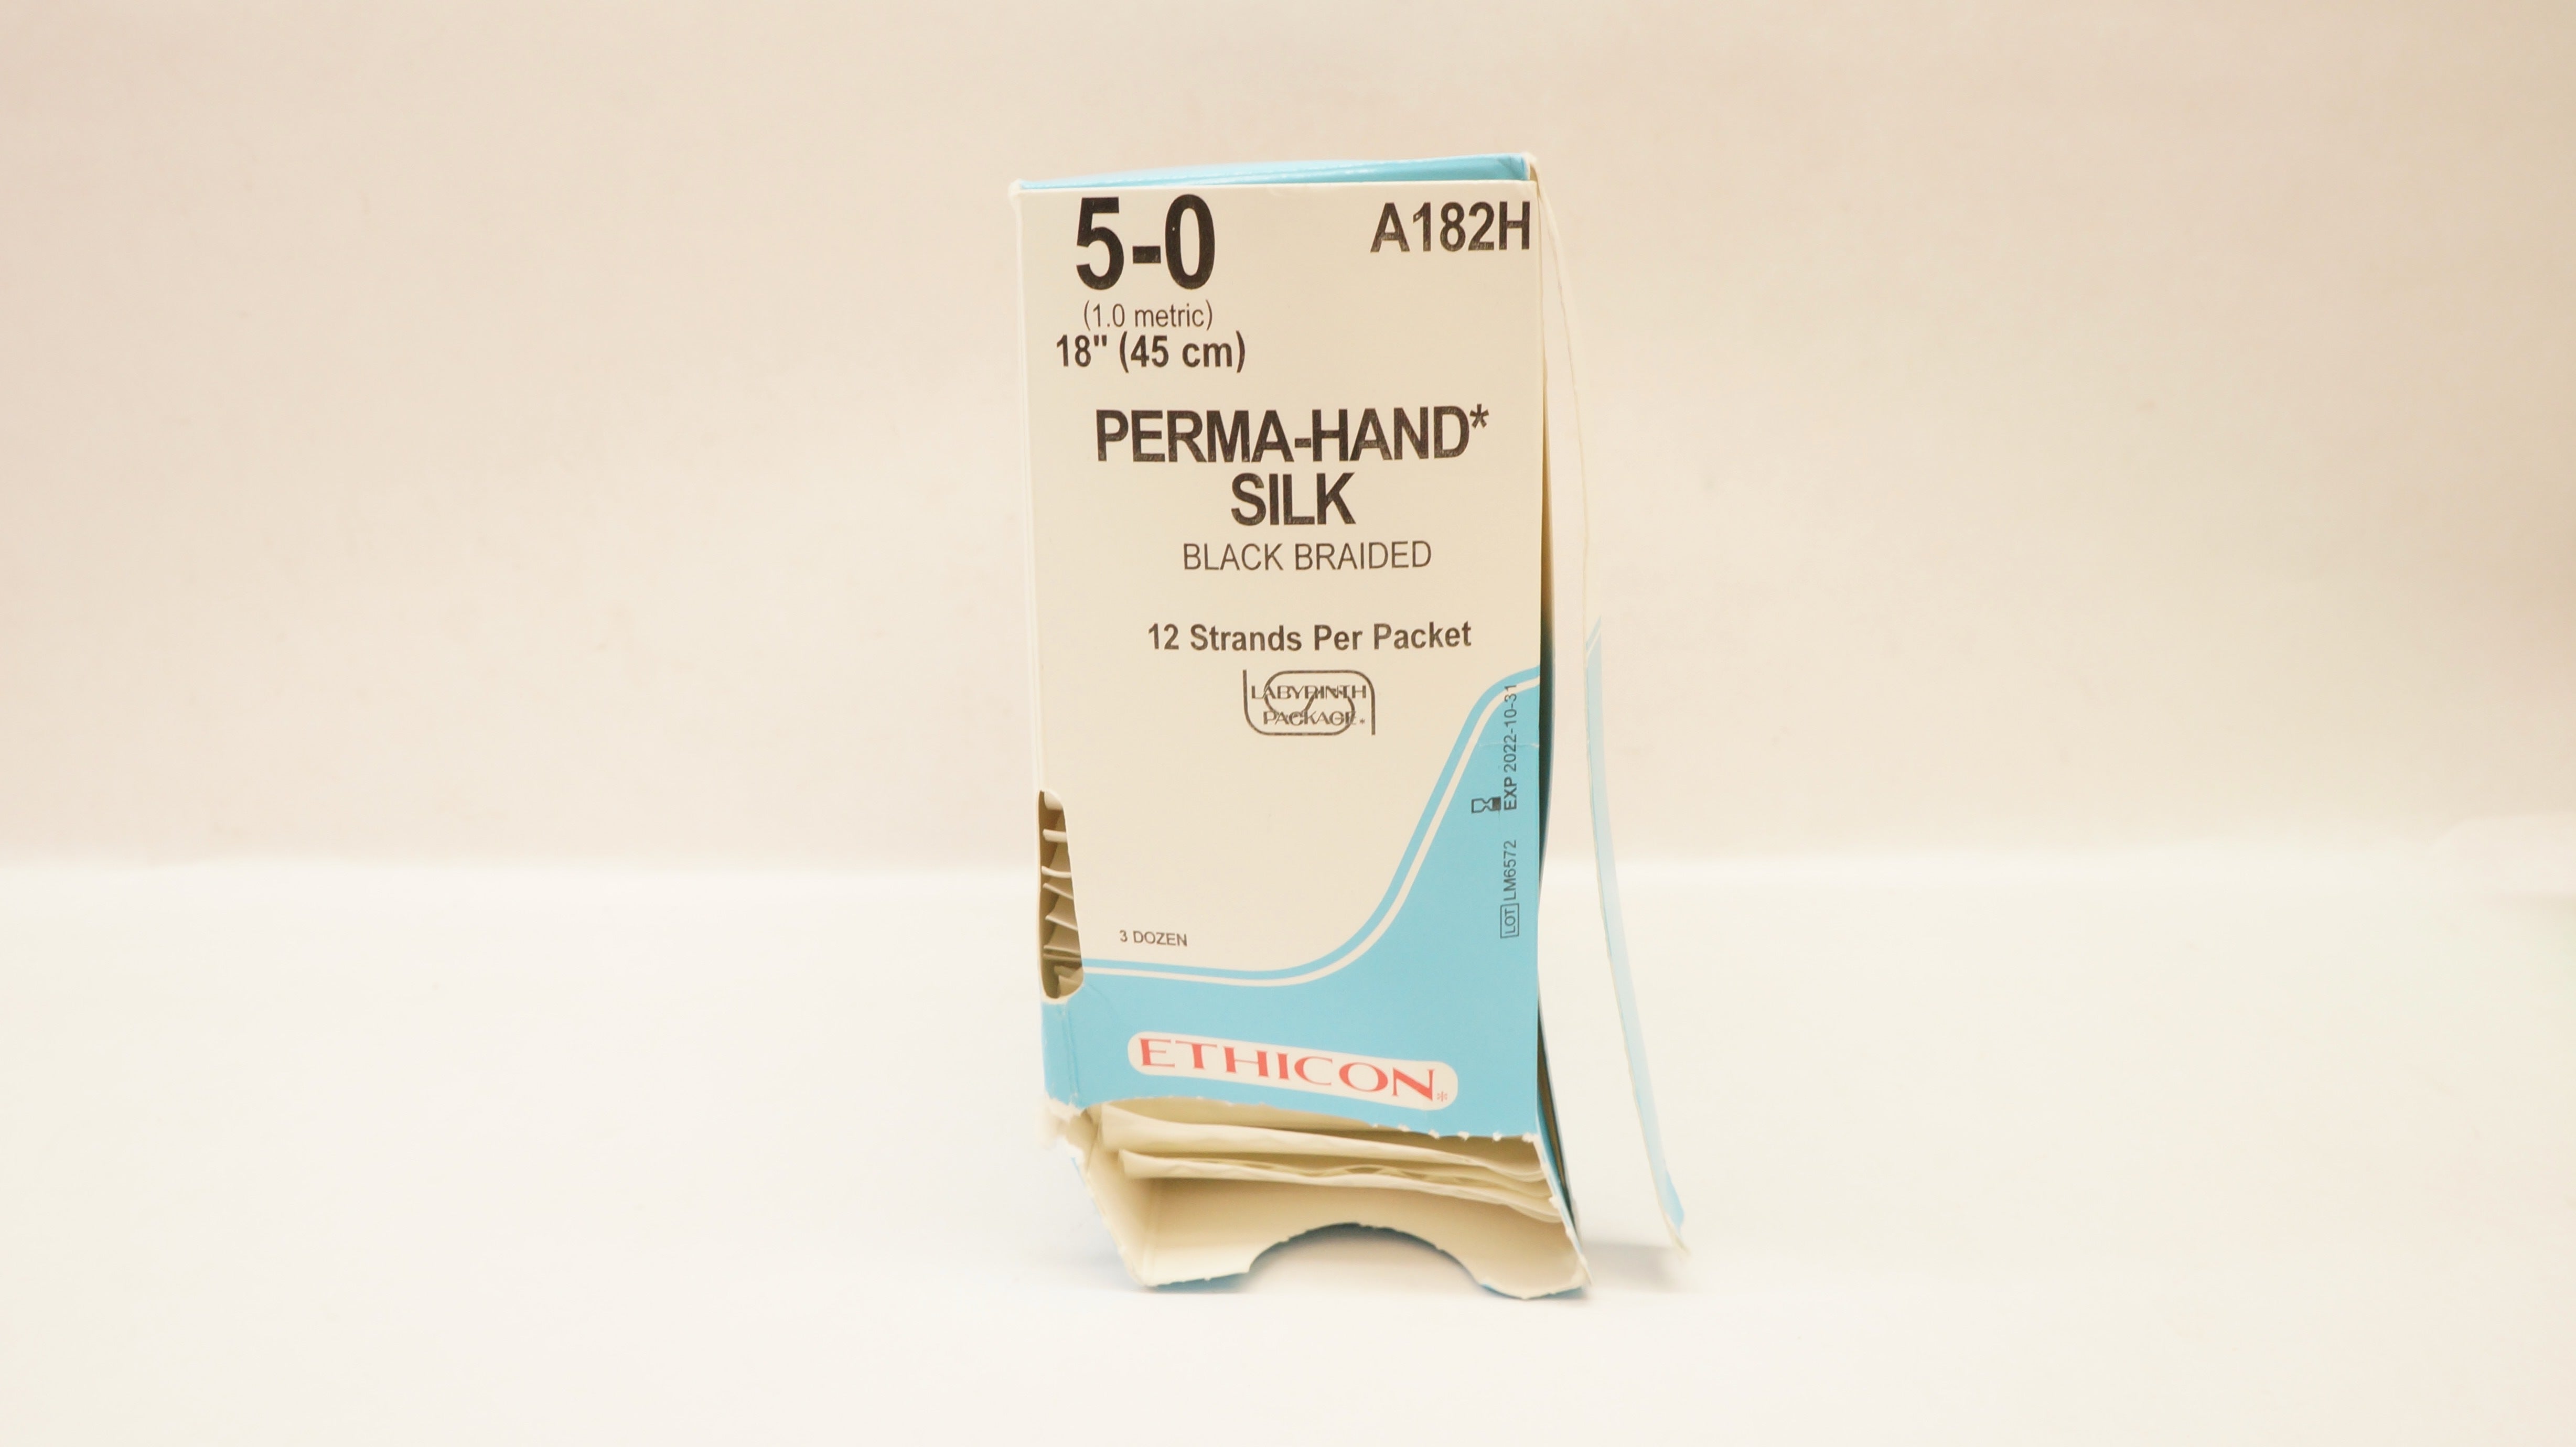 5-0
A182H
(1.0 metric)
18" (45 cm)
PERMA-HAND*
SILK
BLACK BRAIDED
12 Strands Per Packet
LABYRINTH
PACKAGE*
EXP 2022-10-31
LOT LM6572
3 DOZEN
ETHICON*